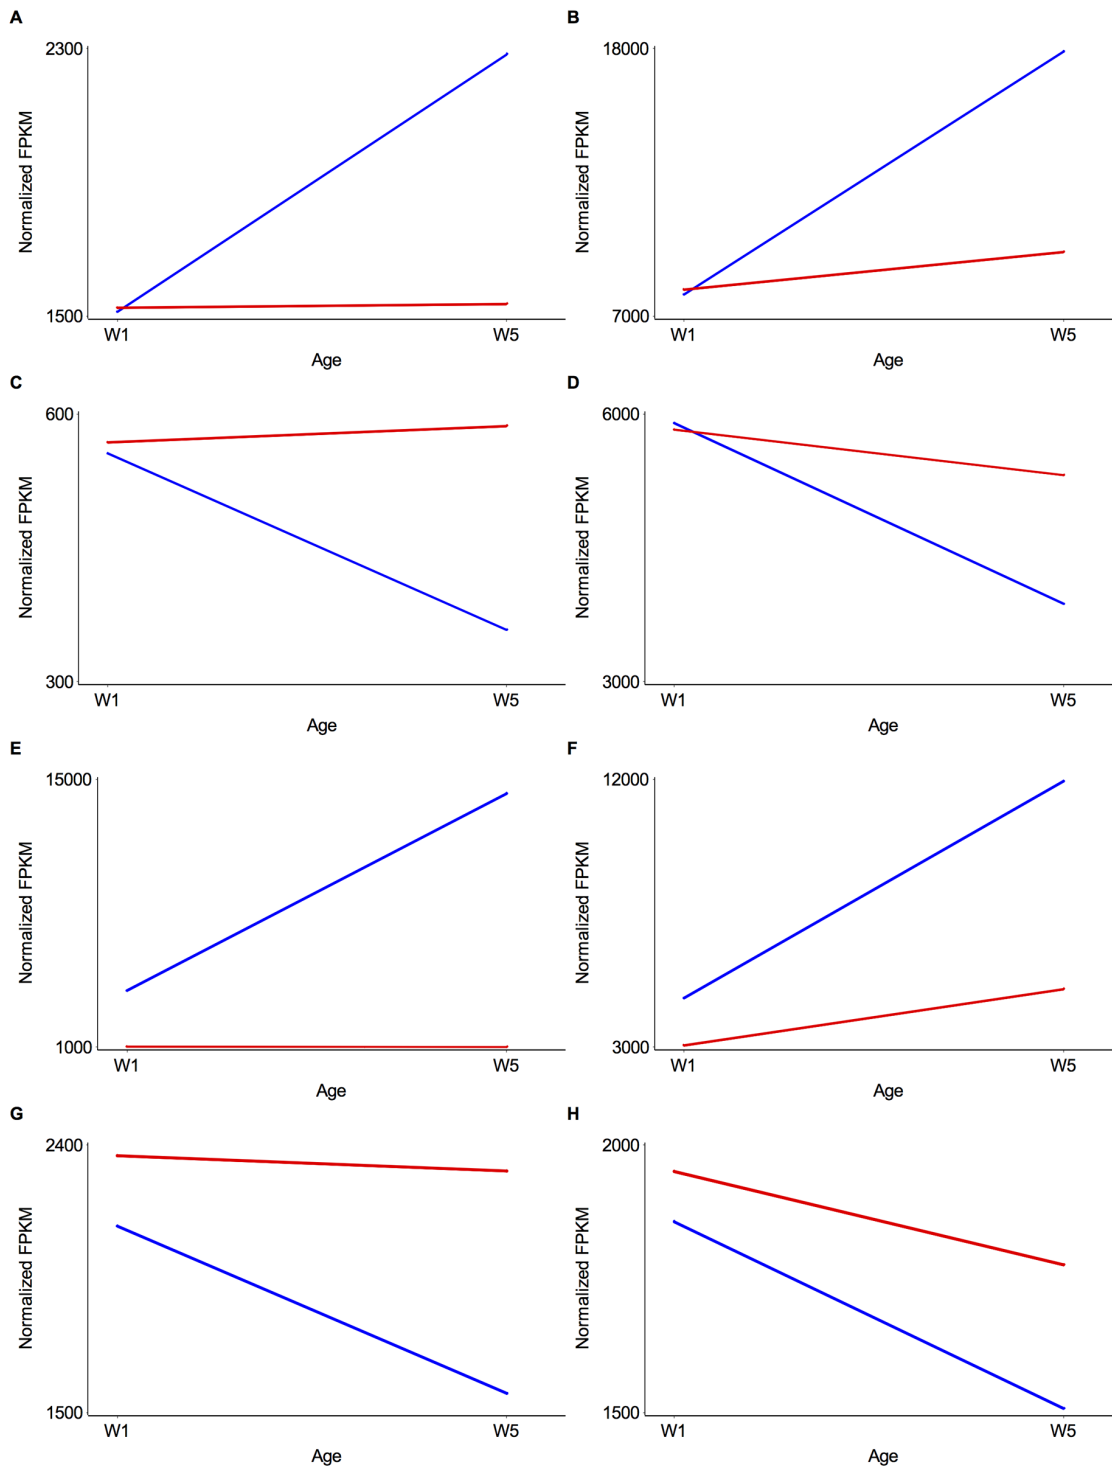 A
2300
Normalized FPKM
1500
W1
W5
Age
B
18000
Normalized FPKM
7000
W1
W5
Age
C
600
Normalized FPKM
300
W1
W5
Age
D
6000
Normalized FPKM
3000
W1
W5
Age
E
15000
Normalized FPKM
1000
W1
W5
Age
F
12000
Normalized FPKM
3000
W1
W5
Age
G
2400
Normalized FPKM
1500
W1
W5
Age
H
2000
Normalized FPKM
1500
W1
W5
Age